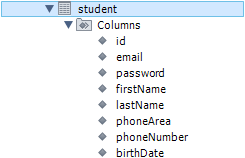 student
Columns
id
email
password
firstName
lastName
phoneArea
phoneNumber
birthDate